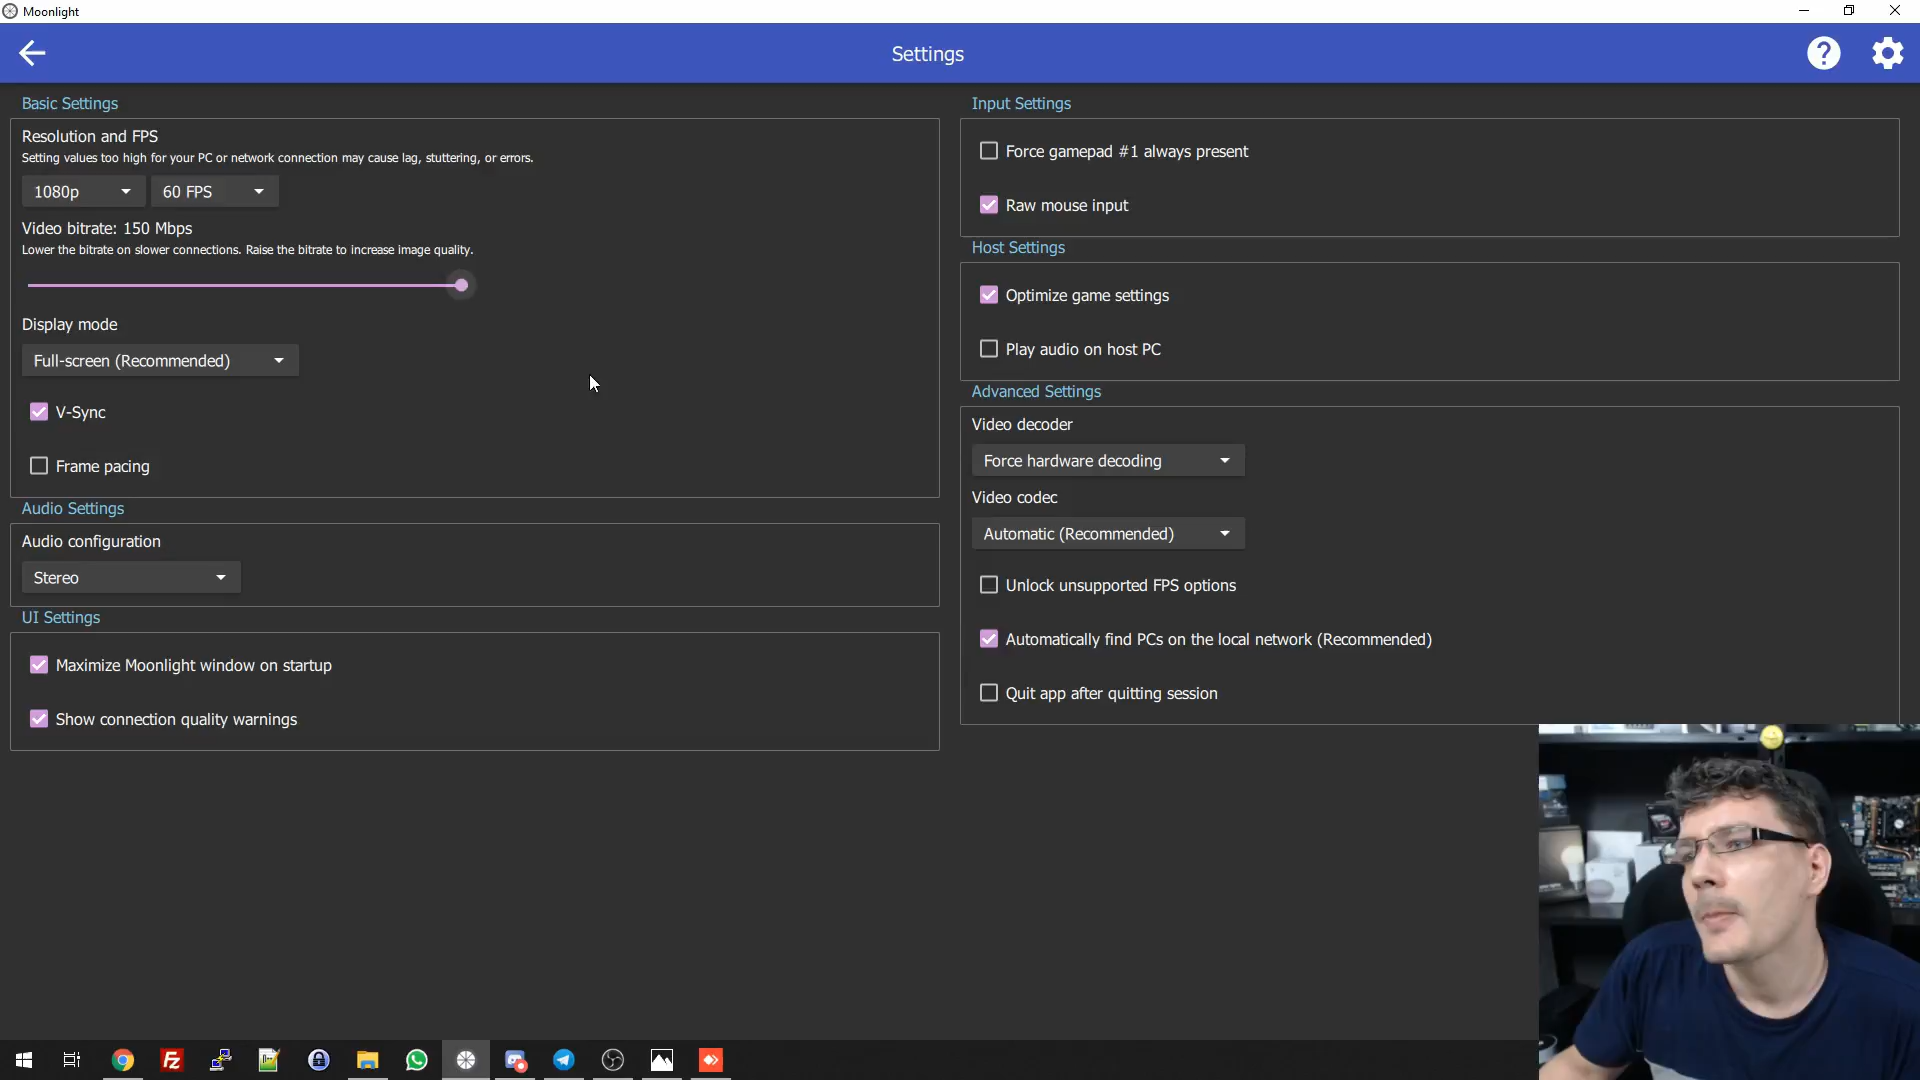 Moonlight
Settings
Basic Settings
Resolution and FPS
Setting values too high for your PC or network connection may cause lag, stuttering, or errors.
1080p
60 FPS
Video bitrate: 150 Mbps
Lower the bitrate on slower connections. Raise the bitrate to increase image quality.
Display mode
Full-screen (Recommended)
V-Sync
Frame pacing
Audio Settings
Audio configuration
Stereo
UI Settings
Maximize Moonlight window on startup
Show connection quality warnings
Input Settings
Force gamepad #1 always present
Raw mouse input
Host Settings
Optimize game settings
Play audio on host PC
Advanced Settings
Video decoder
Force hardware decoding
Video codec
Automatic (Recommended)
Unlock unsupported FPS options
Automatically find PCs on the local network (Recommended)
Quit app after quitting session
Fz